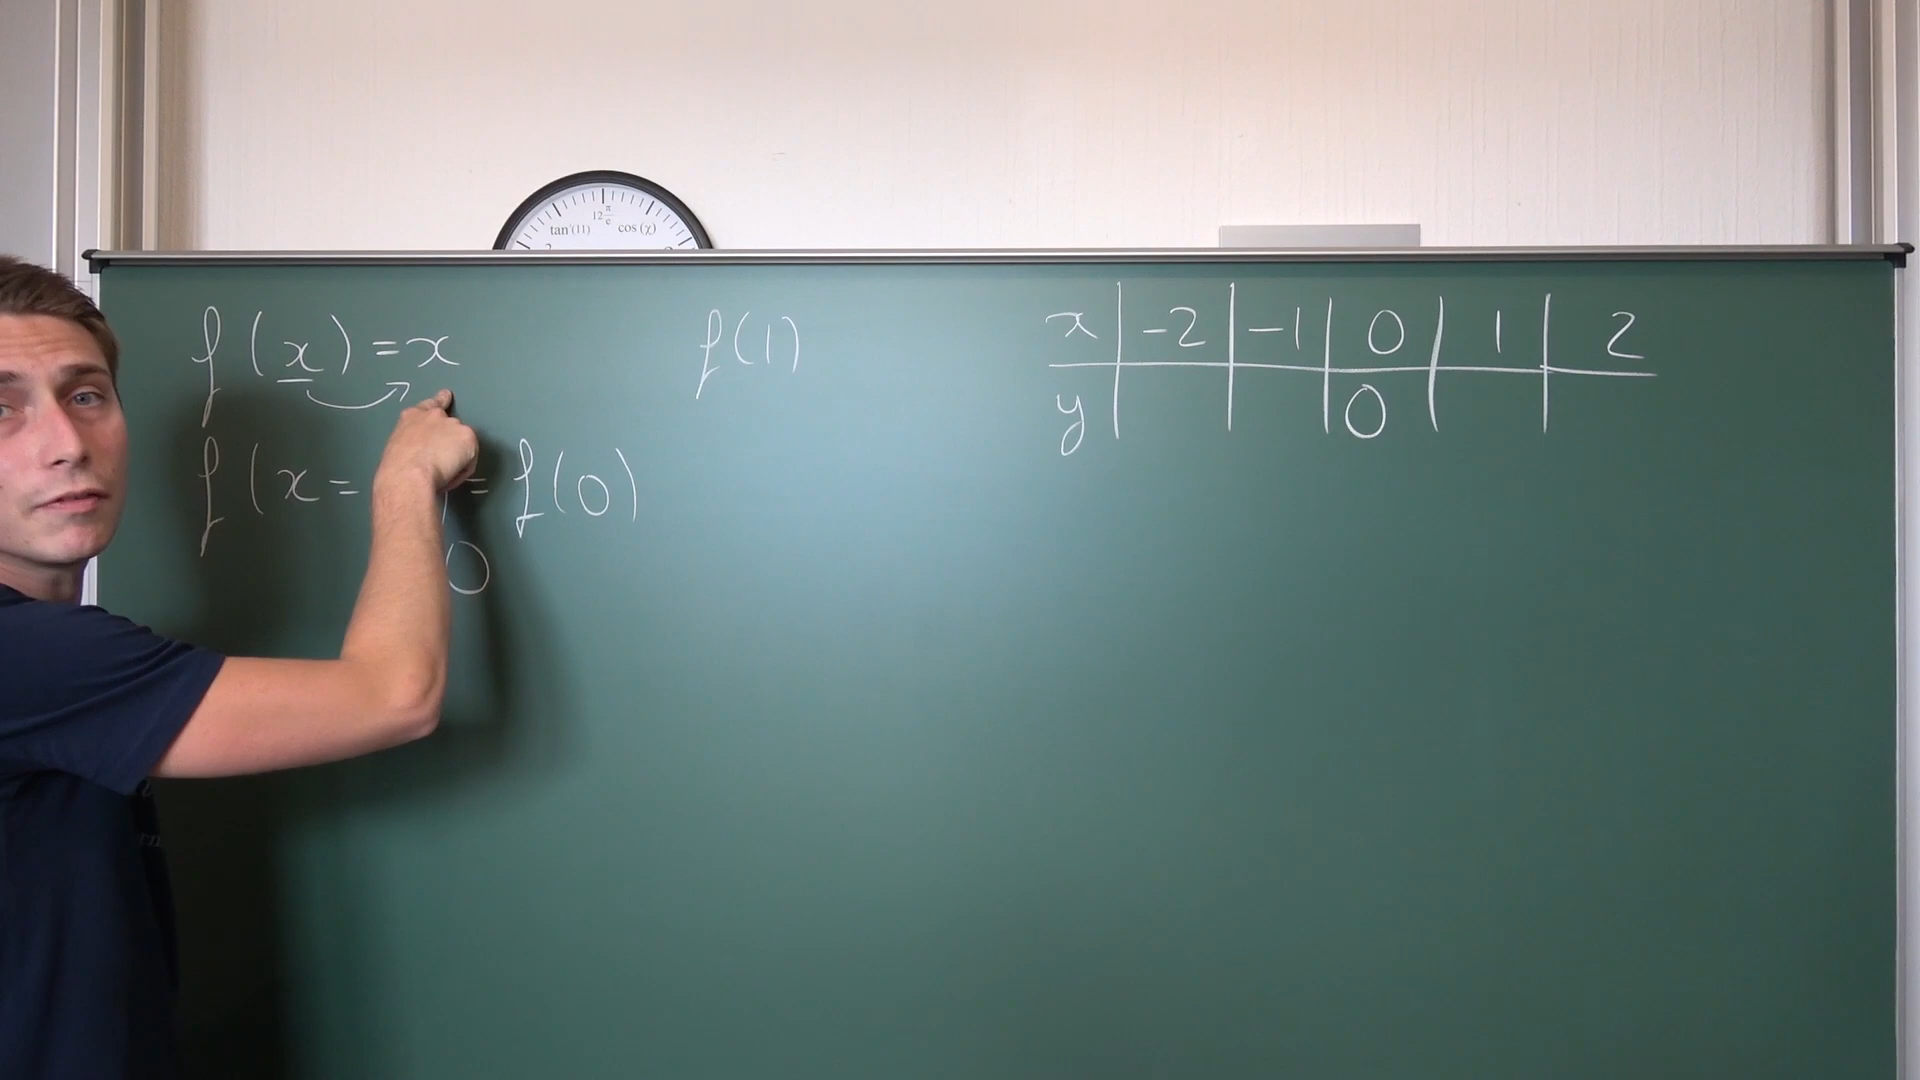 12 π/e
tan (11) cos (χ)
f (x) = x
f (x = ) = f(0)
0
f(1)
x | -2 | -1 | 0 | 1 | 2
y | | | 0 | |